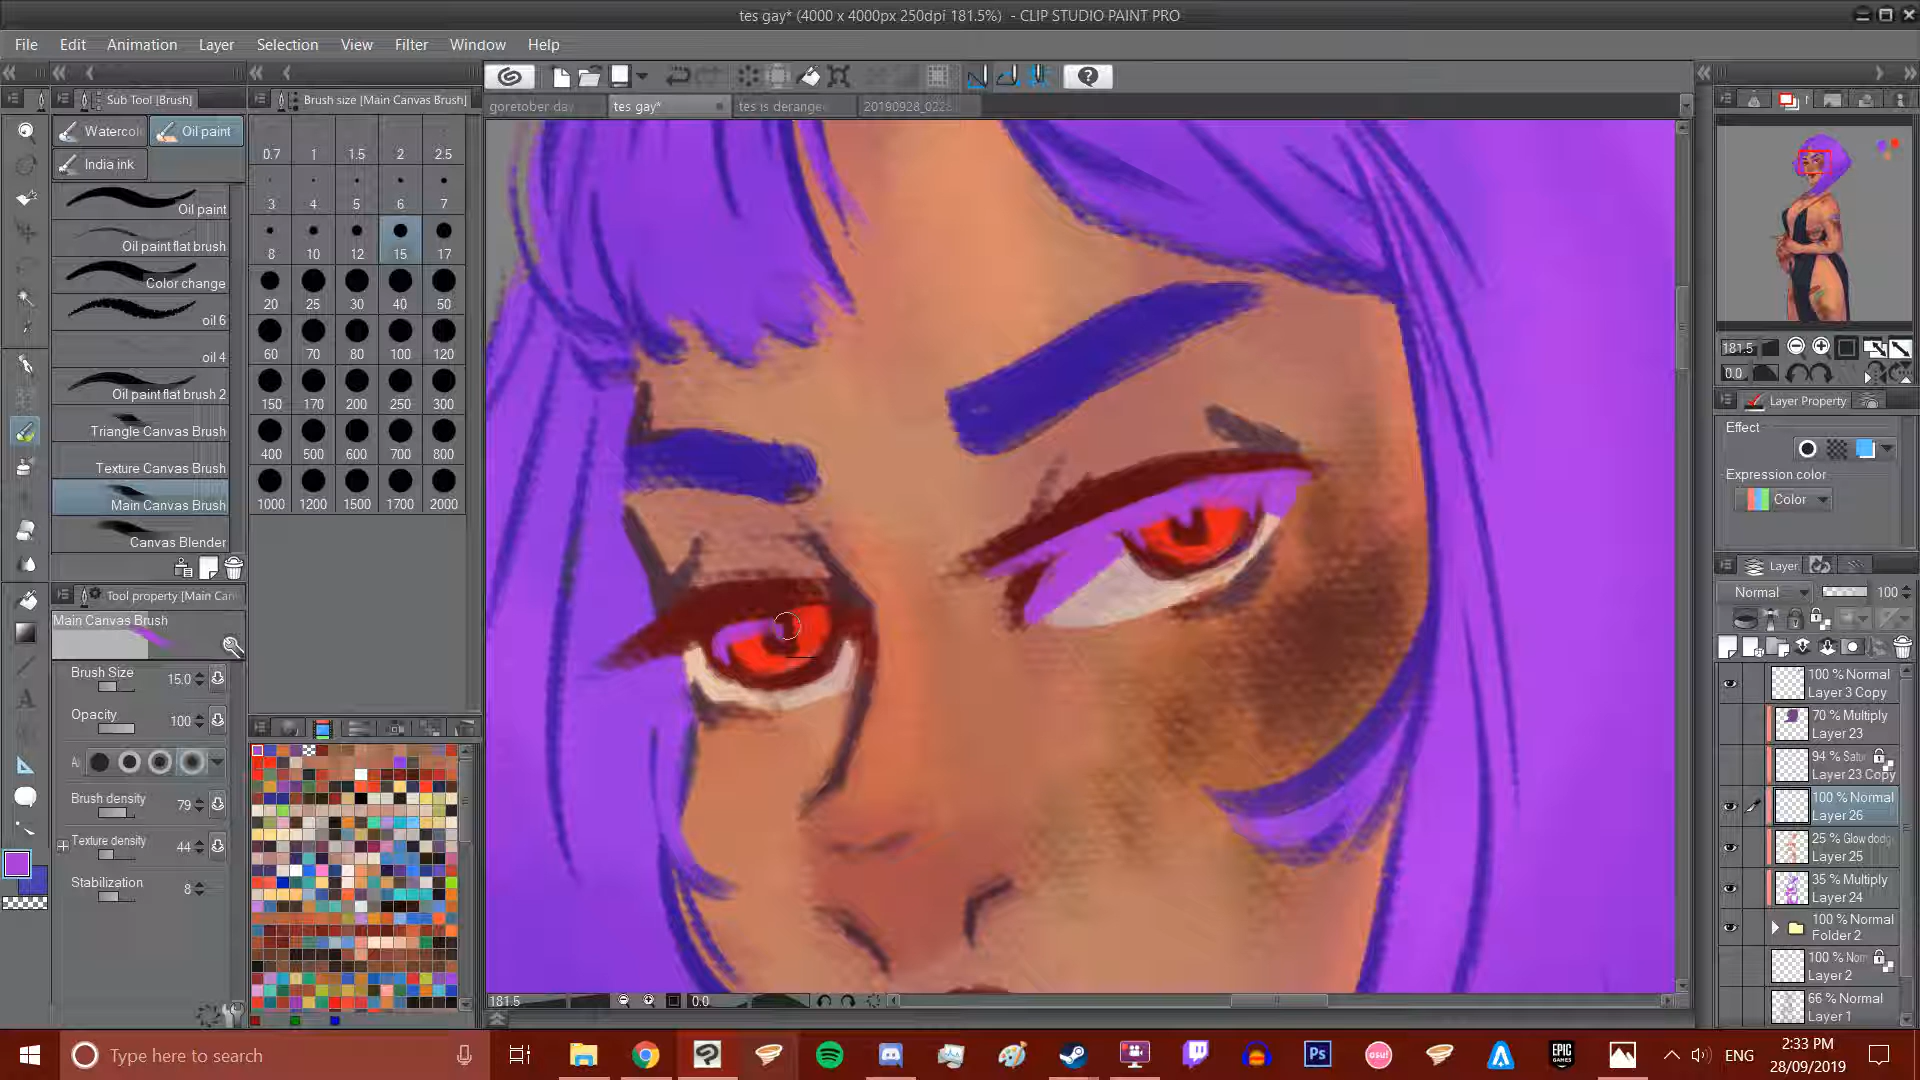 tes gay* (4000 x 4000px 250dpi 181.5%) - CLIP STUDIO PAINT PRO
File Edit Animation Layer Selection View Filter Window Help
Sub Tool [Brush]
Brush size [Main Canvas Brush]
goretober day
tes gay*
tes is derange
20190928_022
Oil paint
India ink
Oil paint
Oil paint flat brush
Color change
oil 6
oil 4
Oil paint flat brush 2
Triangle Canvas Brush
Texture Canvas Brush
Main Canvas Brush
Canvas Blender
0.7 1 1.5 2 2.5
3 4 5 6 7
8 10 12 15 17
20 25 30 40 50
60 70 80 100 120
150 170 200 250 300
400 500 600 700 800
1000 1200 1500 1700 2000
Tool property [Main Can
Main Canvas Brush
Brush Size 15.0
Opacity 100
Brush density 79
Texture density 44
Stabilization 8
181.5 0.0
181.5
0.0
Layer Property
Effect
Expression color
Color
Layer
Normal 100
100 % Normal
Layer 3 Copy
70 % Multiply
Layer 23
94 % Satur
Layer 23 Copy
100 % Normal
Layer 26
25 % Glow dodg
Layer 25
35 % Multiply
Layer 24
100 % Normal
Folder 2
100 % Norr
Layer 2
66 % Normal
Layer 1
Type here to search
Ps
osu!
EPIC GAMES
ENG
2:33 PM
28/09/2019